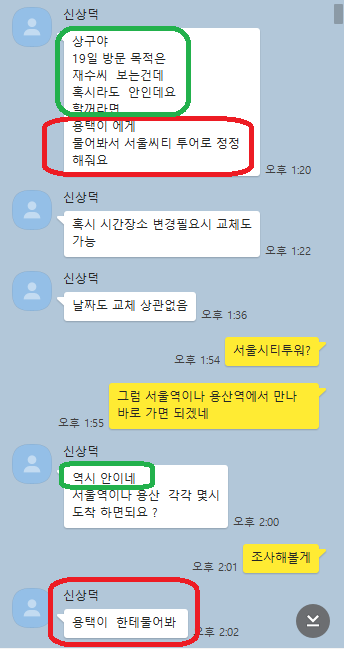 신상덕
상구야
19일 방문 목적은
재수씨  보는건데
혹시라도  안인데요
할꺼라면
용택이 에게
물어봐서 서울씨티 투어로 정정
해줘요
오후 1:20
신상덕
혹시 시간장소 변경필요시 교체도
가능
오후 1:22
신상덕
날짜도 교체 상관없음
오후 1:36
서울시티투워?
오후 1:54
그럼 서울역이나 용산역에서 만나
바로 가면 되겠네
오후 1:55
신상덕
역시 안이네
서울역이나 용산  각각 몇시
도착 하면되요 ?
오후 2:00
조사해볼게
오후 2:01
신상덕
용택이  한테물어봐
오후 2:02